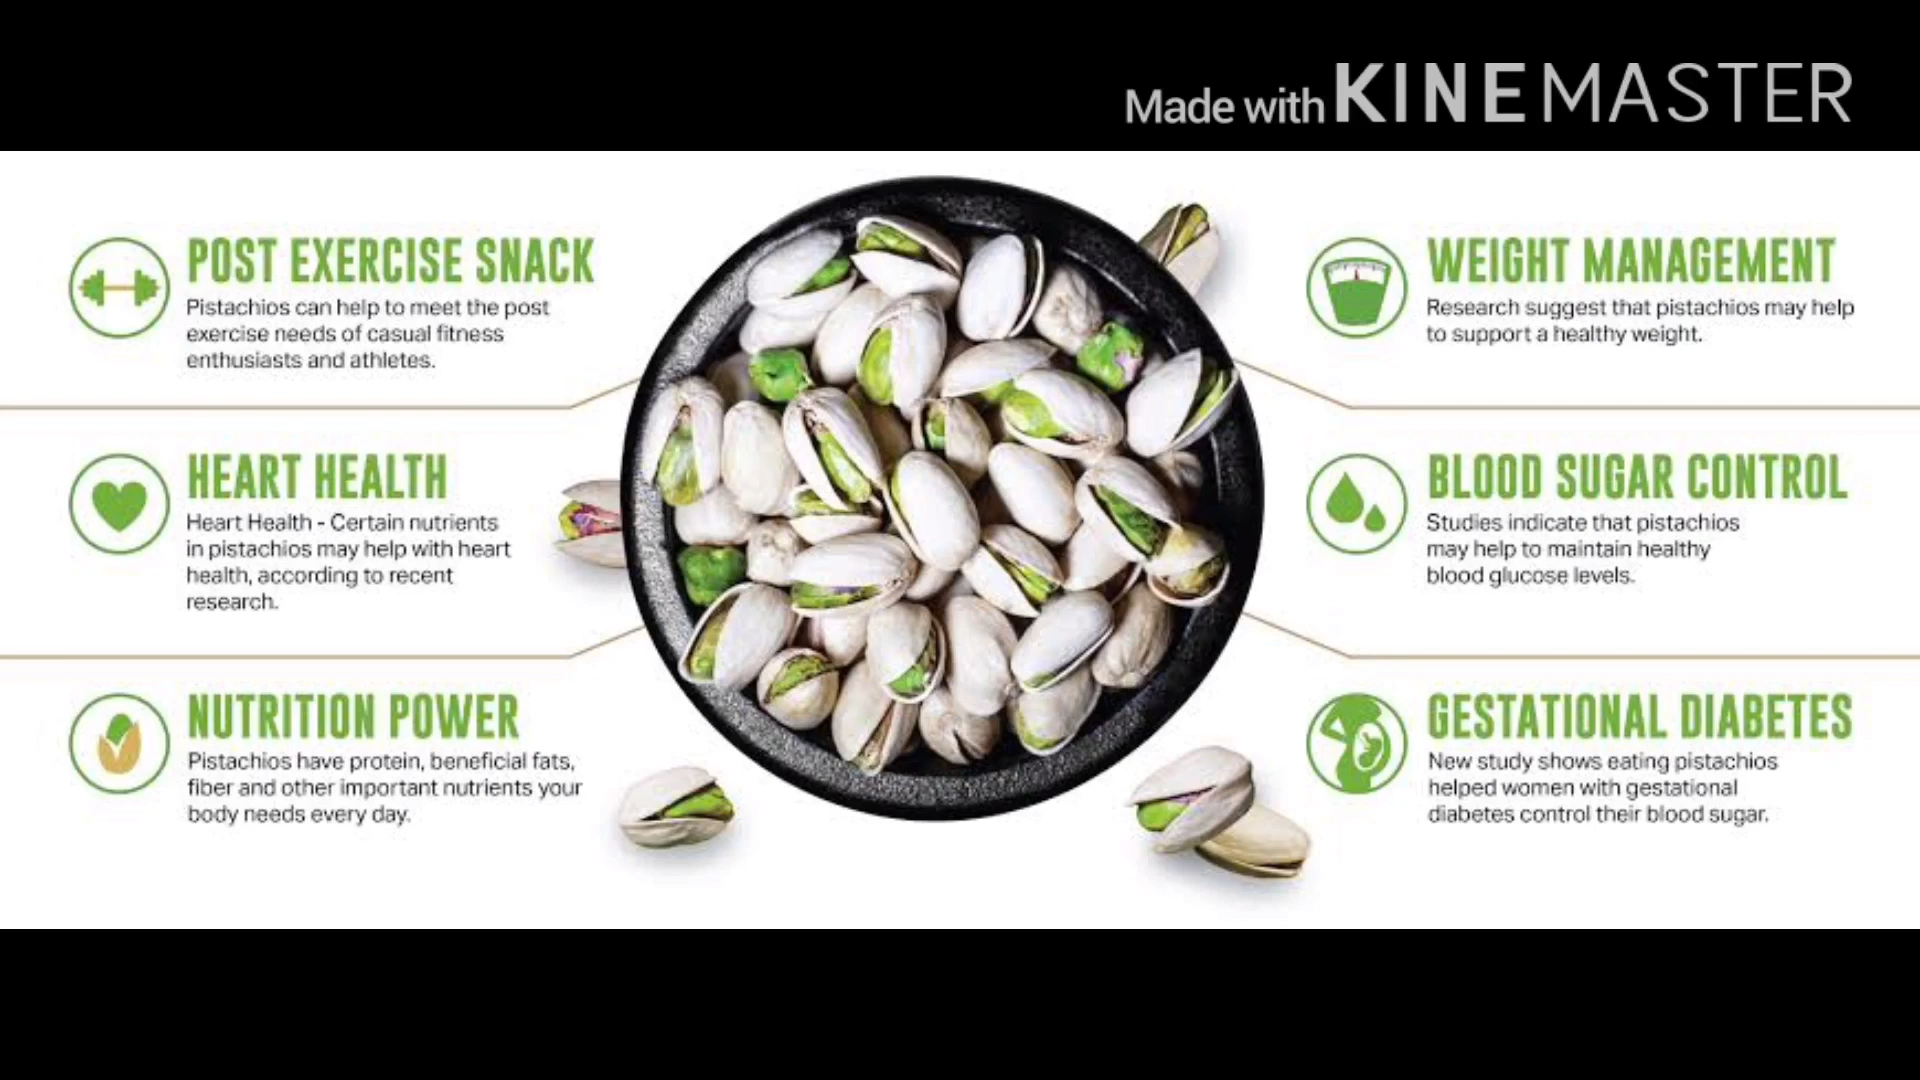 Made with KINEMASTER
POST EXERCISE SNACK
Pistachios can help to meet the post
exercise needs of casual fitness
enthusiasts and athletes.
HEART HEALTH
Heart Health - Certain nutrients
in pistachios may help with heart
health, according to recent
research.
NUTRITION POWER
Pistachios have protein, beneficial fats,
fiber and other important nutrients your
body needs every day.
WEIGHT MANAGEMENT
Research suggest that pistachios may help
to support a healthy weight.
BLOOD SUGAR CONTROL
Studies indicate that pistachios
may help to maintain healthy
blood glucose levels.
GESTATIONAL DIABETES
New study shows eating pistachios
helped women with gestational
diabetes control their blood sugar.